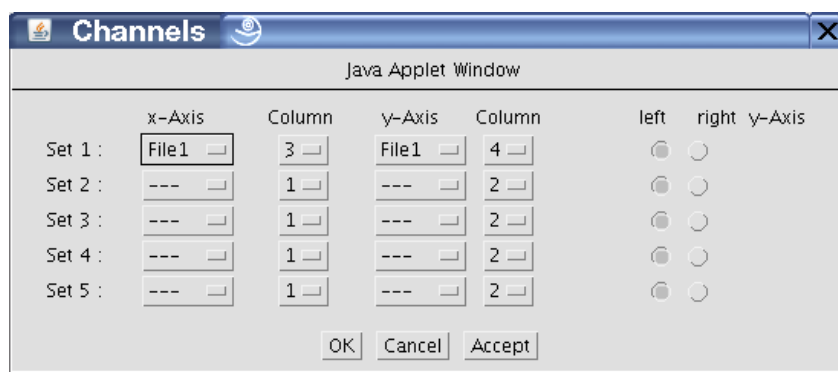 Channels
Java Applet Window
x-Axis Column y-Axis Column left right y-Axis
Set 1 : File1 3 File1 4
Set 2 : --- 1 --- 2
Set 3 : --- 1 --- 2
Set 4 : --- 1 --- 2
Set 5 : --- 1 --- 2
OK Cancel Accept